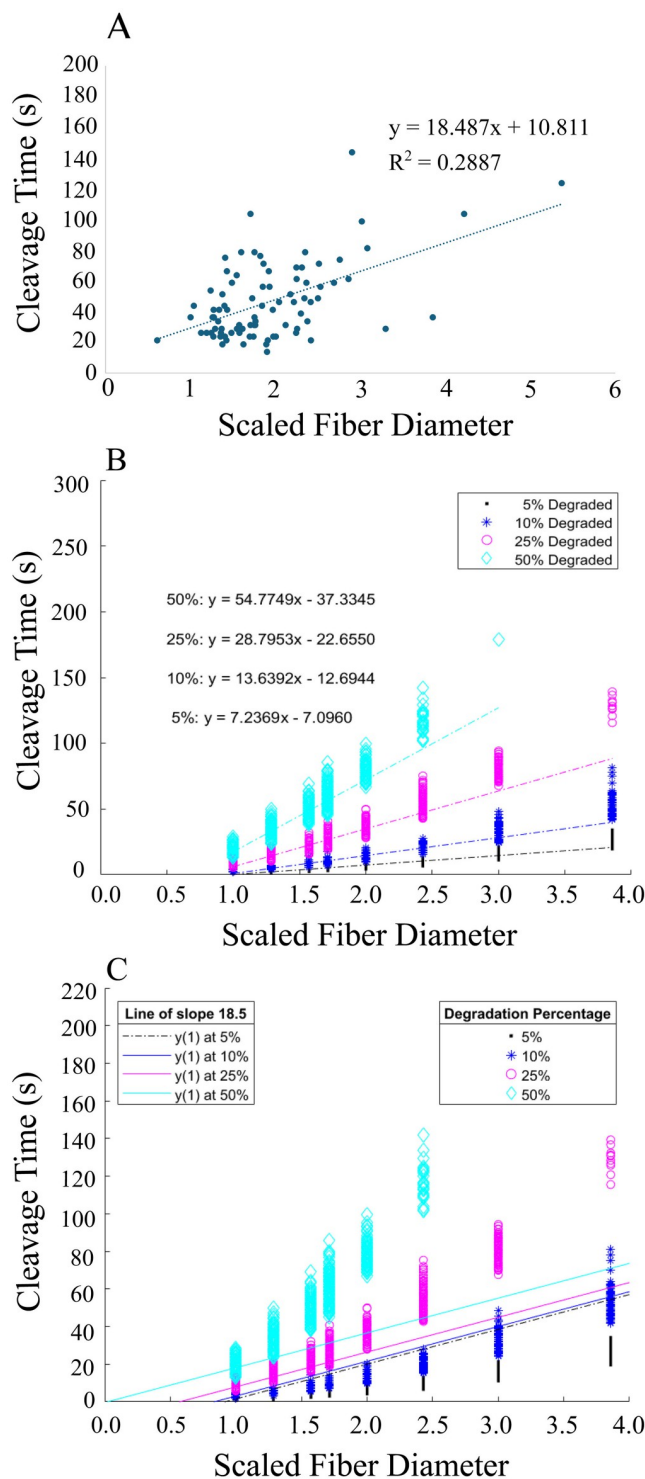 A
200
180
160
140
120
100
80
60
40
20
0
Cleavage Time (s)
y = 18.487x + 10.811
R² = 0.2887
0 1 2 3 4 5 6
Scaled Fiber Diameter
B
300
250
200
150
100
50
0
Cleavage Time (s)
5% Degraded
10% Degraded
25% Degraded
50% Degraded
50%: y = 54.7749x - 37.3345
25%: y = 28.7953x - 22.6550
10%: y = 13.6392x - 12.6944
5%: y = 7.2369x - 7.0960
0.0 0.5 1.0 1.5 2.0 2.5 3.0 3.5 4.0
Scaled Fiber Diameter
C
220
200
180
160
140
120
100
80
60
40
20
0
Cleavage Time (s)
Line of slope 18.5
y(1) at 5%
y(1) at 10%
y(1) at 25%
y(1) at 50%
Degradation Percentage
5%
10%
25%
50%
0.0 0.5 1.0 1.5 2.0 2.5 3.0 3.5 4.0
Scaled Fiber Diameter